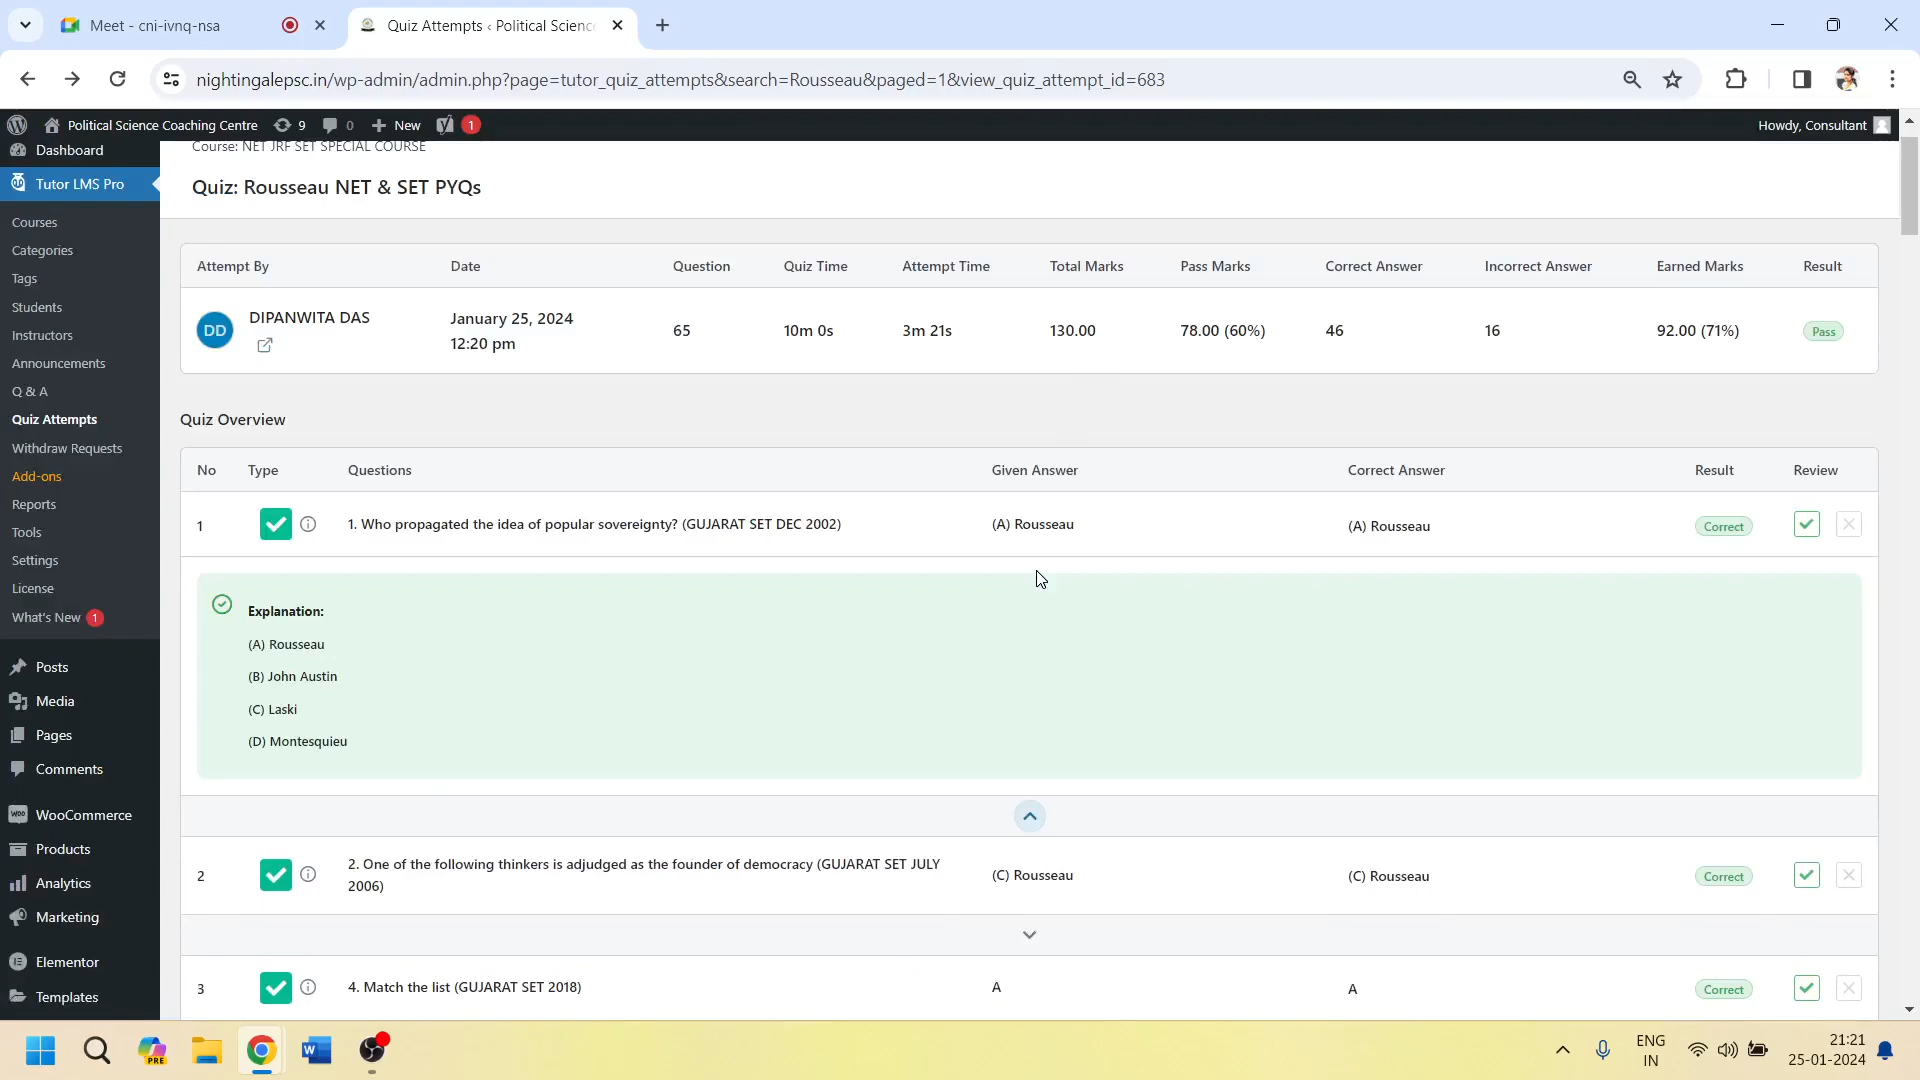 Meet - cni-ivnq-nsa
Quiz Attempts ‹ Political Science
nightingalepsc.in/wp-admin/admin.php?page=tutor_quiz_attempts&search=Rousseau&paged=1&view_quiz_attempt_id=683
Political Science Coaching Centre 9 0 New 1 Howdy, Consultant
Dashboard
Tutor LMS Pro
Courses
Categories
Tags
Students
Instructors
Announcements
Q & A
Quiz Attempts
Withdraw Requests
Add-ons
Reports
Tools
Settings
License
What's New 1
Posts
Media
Pages
Comments
WooCommerce
Products
Analytics
Marketing
Elementor
Templates
Course: NET JRF SET SPECIAL COURSE
Quiz: Rousseau NET & SET PYQs
Attempt By Date Question Quiz Time Attempt Time Total Marks Pass Marks Correct Answer Incorrect Answer Earned Marks Result
DD DIPANWITA DAS January 25, 2024 12:20 pm 65 10m 0s 3m 21s 130.00 78.00 (60%) 46 16 92.00 (71%) Pass
Quiz Overview
No Type Questions Given Answer Correct Answer Result Review
1 1. Who propagated the idea of popular sovereignty? (GUJARAT SET DEC 2002) (A) Rousseau (A) Rousseau Correct
Explanation:
(A) Rousseau
(B) John Austin
(C) Laski
(D) Montesquieu
2 2. One of the following thinkers is adjudged as the founder of democracy (GUJARAT SET JULY 2006) (C) Rousseau (C) Rousseau Correct
3 4. Match the list (GUJARAT SET 2018) A A Correct
PRE
ENG
IN
21:21
25-01-2024